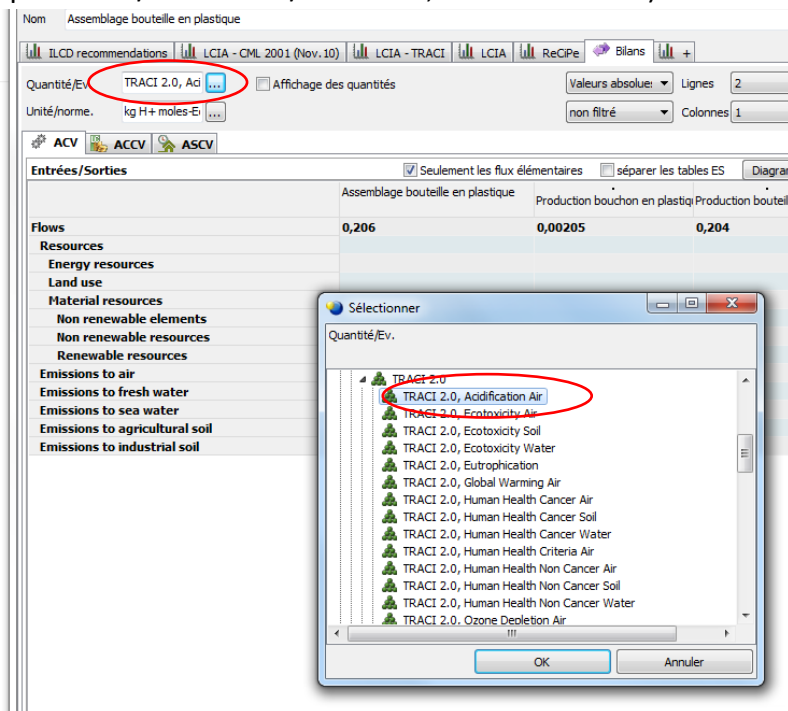 Nom Assemblage bouteille en plastique
ILCD recommendations LCIA - CML 2001 (Nov. 10) LCIA - TRACI LCIA ReCiPe Bilans +
Quantité/Ev TRACI 2.0, Aci ... Affichage des quantités Valeurs absolue: Lignes 2
Unité/norme. kg H+ moles-E ... non filtré Colonnes 1
ACV ACCV ASCV
Entrées/Sorties Seulement les flux élémentaires séparer les tables ES Diagran
Assemblage bouteille en plastique Production bouchon en plastiq Production bouteil
Flows 0,206 0,00205 0,204
Resources
Energy resources
Land use
Material resources
Non renewable elements
Non renewable resources
Renewable resources
Emissions to air
Emissions to fresh water
Emissions to sea water
Emissions to agricultural soil
Emissions to industrial soil
Sélectionner
Quantité/Ev.
TRACI 2.0
TRACI 2.0, Acidification Air
TRACI 2.0, Ecotoxicity Air
TRACI 2.0, Ecotoxicity Soil
TRACI 2.0, Ecotoxicity Water
TRACI 2.0, Eutrophication
TRACI 2.0, Global Warming Air
TRACI 2.0, Human Health Cancer Air
TRACI 2.0, Human Health Cancer Soil
TRACI 2.0, Human Health Cancer Water
TRACI 2.0, Human Health Criteria Air
TRACI 2.0, Human Health Non Cancer Air
TRACI 2.0, Human Health Non Cancer Soil
TRACI 2.0, Human Health Non Cancer Water
TRACI 2.0, Ozone Depletion Air
OK Annuler